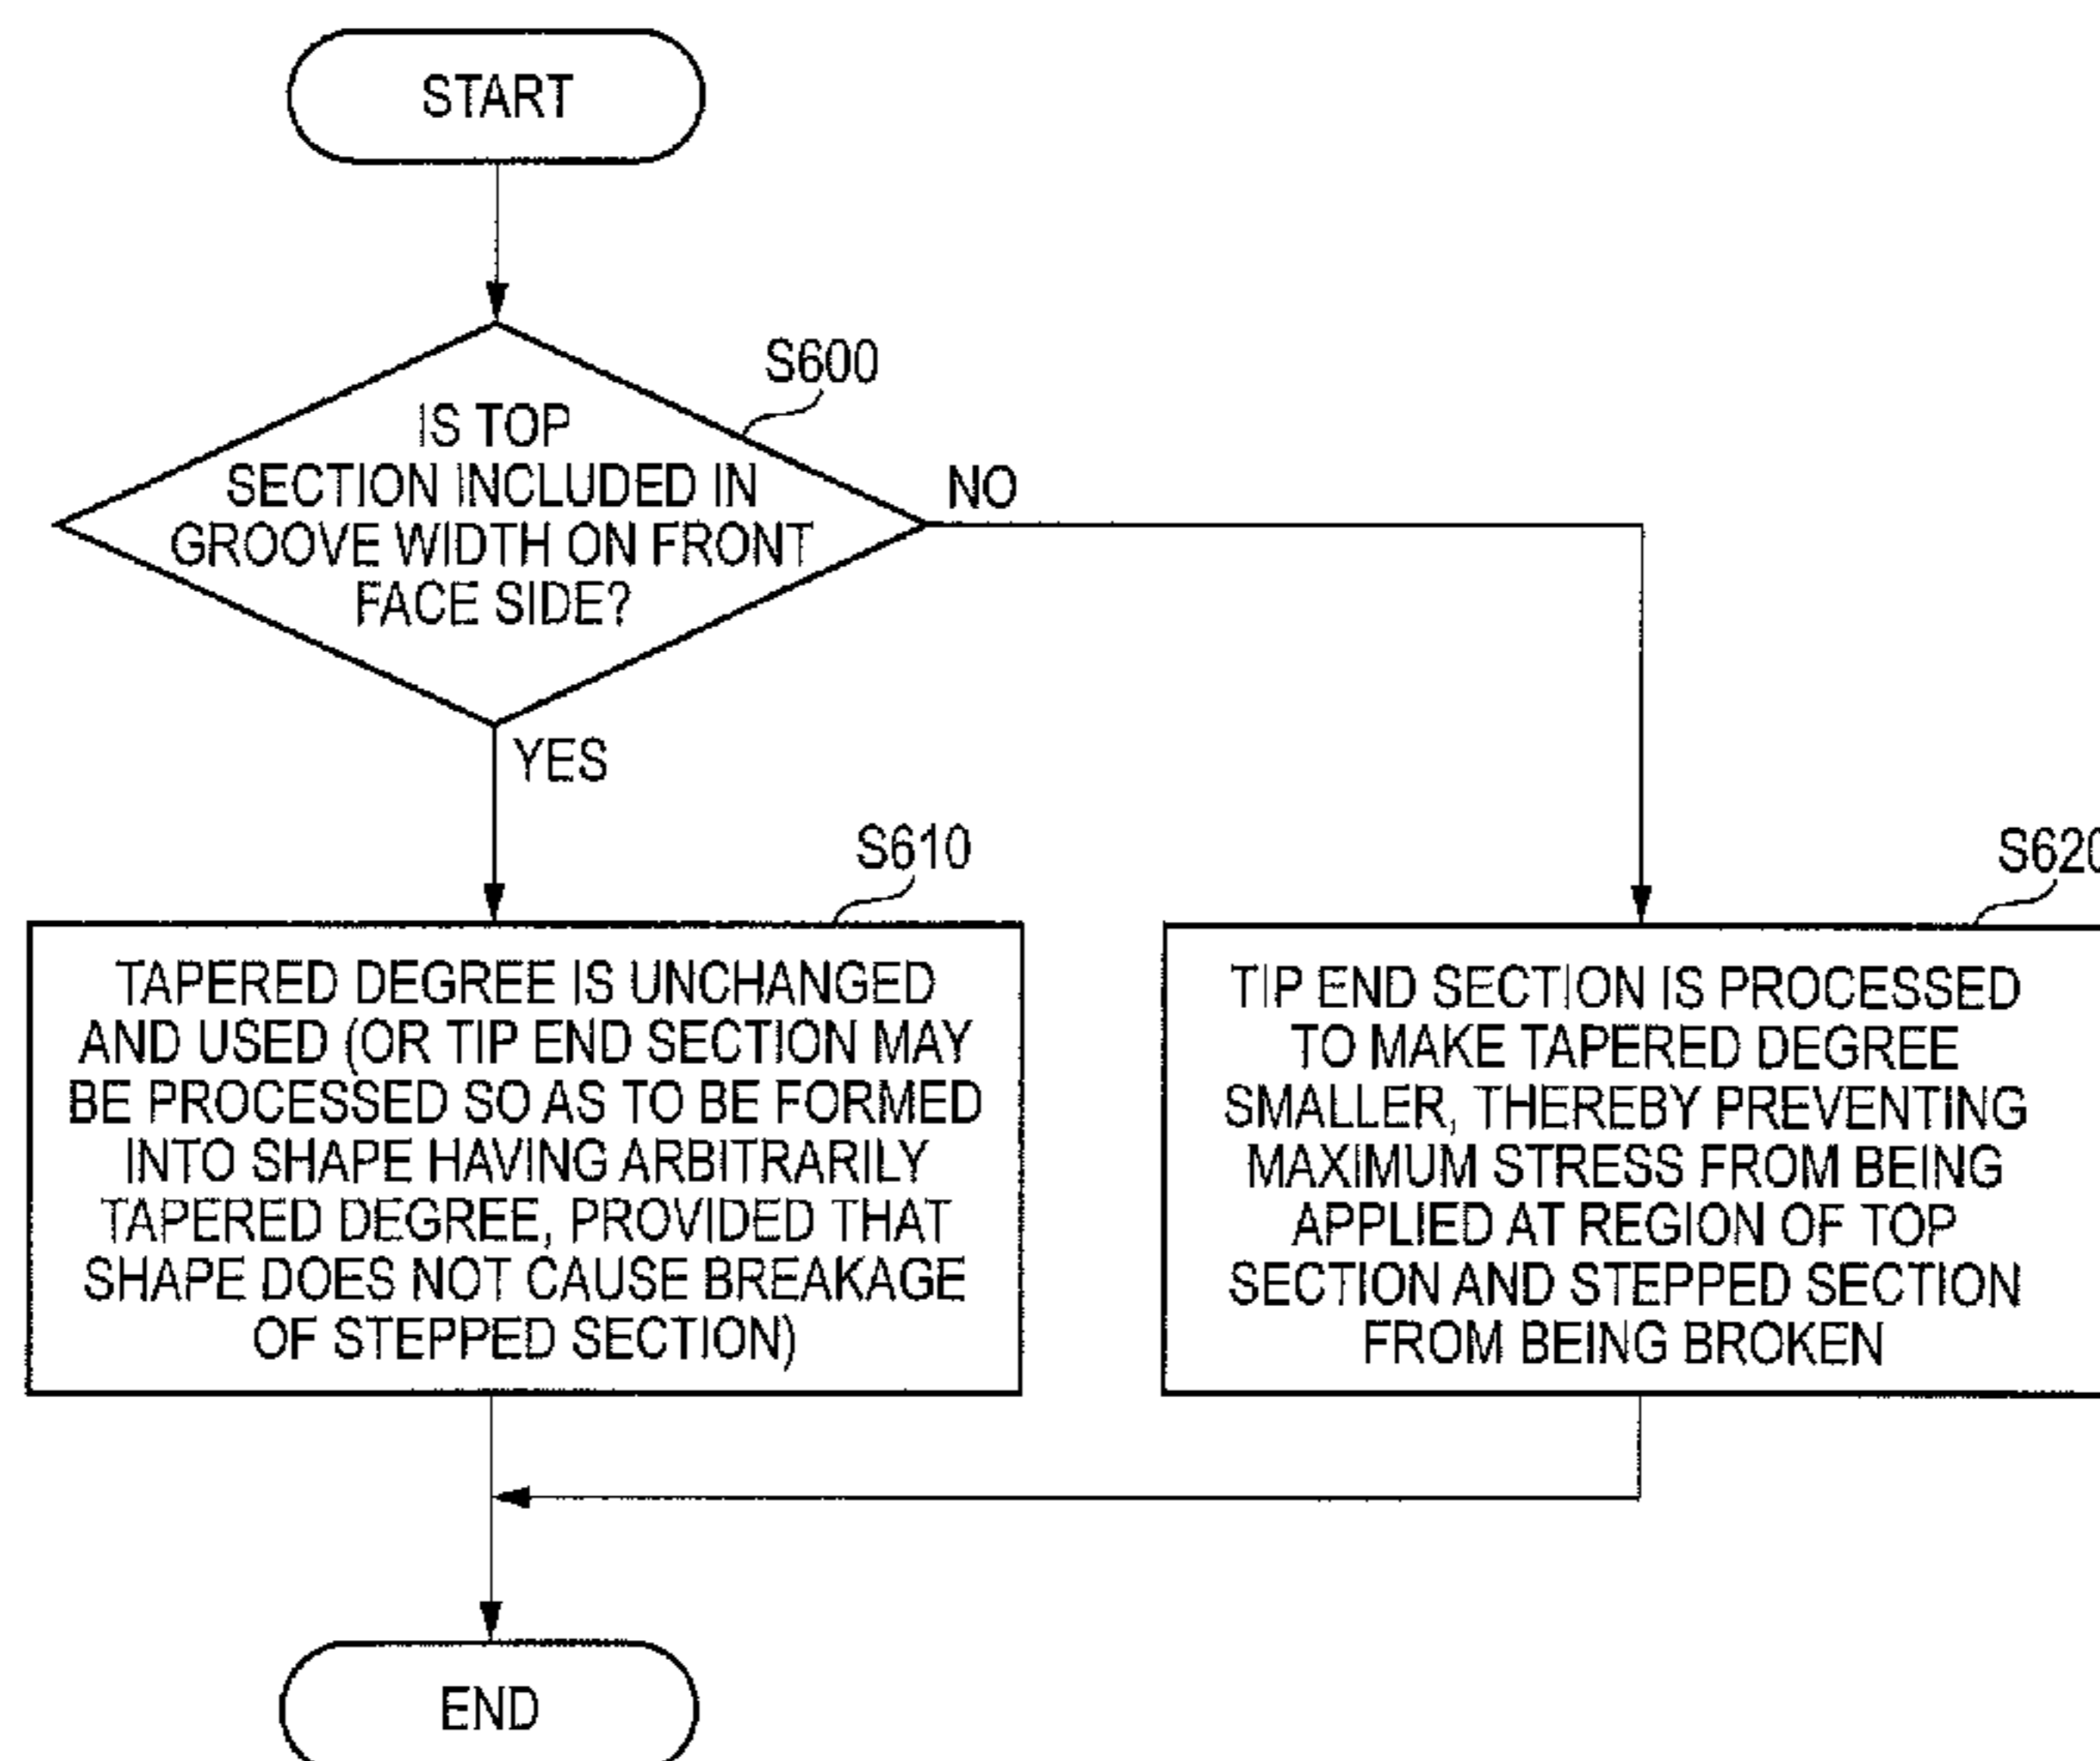 START
S600
IS TOP
SECTION INCLUDED IN
GROOVE WIDTH ON FRONT
FACE SIDE?
NO
YES
S610
TAPERED DEGREE IS UNCHANGED
AND USED (OR TIP END SECTION MAY
BE PROCESSED SO AS TO BE FORMED
INTO SHAPE HAVING ARBITRARILY
TAPERED DEGREE, PROVIDED THAT
SHAPE DOES NOT CAUSE BREAKAGE
OF STEPPED SECTION)
S620
TIP END SECTION IS PROCESSED
TO MAKE TAPERED DEGREE
SMALLER, THEREBY PREVENTING
MAXIMUM STRESS FROM BEING
APPLIED AT REGION OF TOP
SECTION AND STEPPED SECTION
FROM BEING BROKEN
END